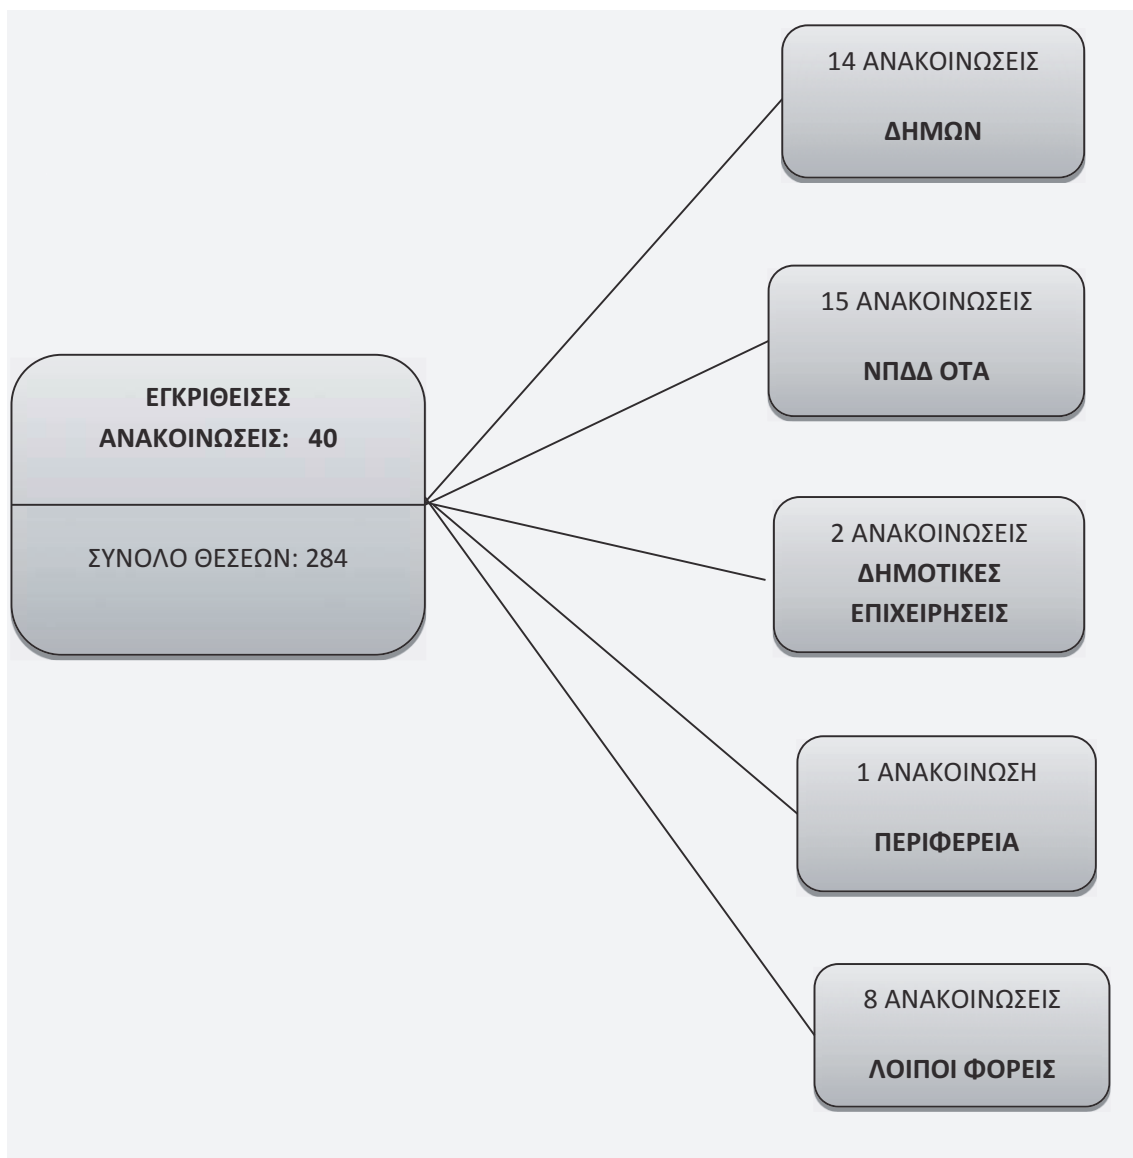 ΕΓΚΡΙΘΕΙΣΕΣ
ΑΝΑΚΟΙΝΩΣΕΙΣ: 40
ΣΥΝΟΛΟ ΘΕΣΕΩΝ: 284
14 ΑΝΑΚΟΙΝΩΣΕΙΣ
ΔΗΜΩΝ
15 ΑΝΑΚΟΙΝΩΣΕΙΣ
ΝΠΔΔ ΟΤΑ
2 ΑΝΑΚΟΙΝΩΣΕΙΣ
ΔΗΜΟΤΙΚΕΣ
ΕΠΙΧΕΙΡΗΣΕΙΣ
1 ΑΝΑΚΟΙΝΩΣΗ
ΠΕΡΙΦΕΡΕΙΑ
8 ΑΝΑΚΟΙΝΩΣΕΙΣ
ΛΟΙΠΟΙ ΦΟΡΕΙΣ